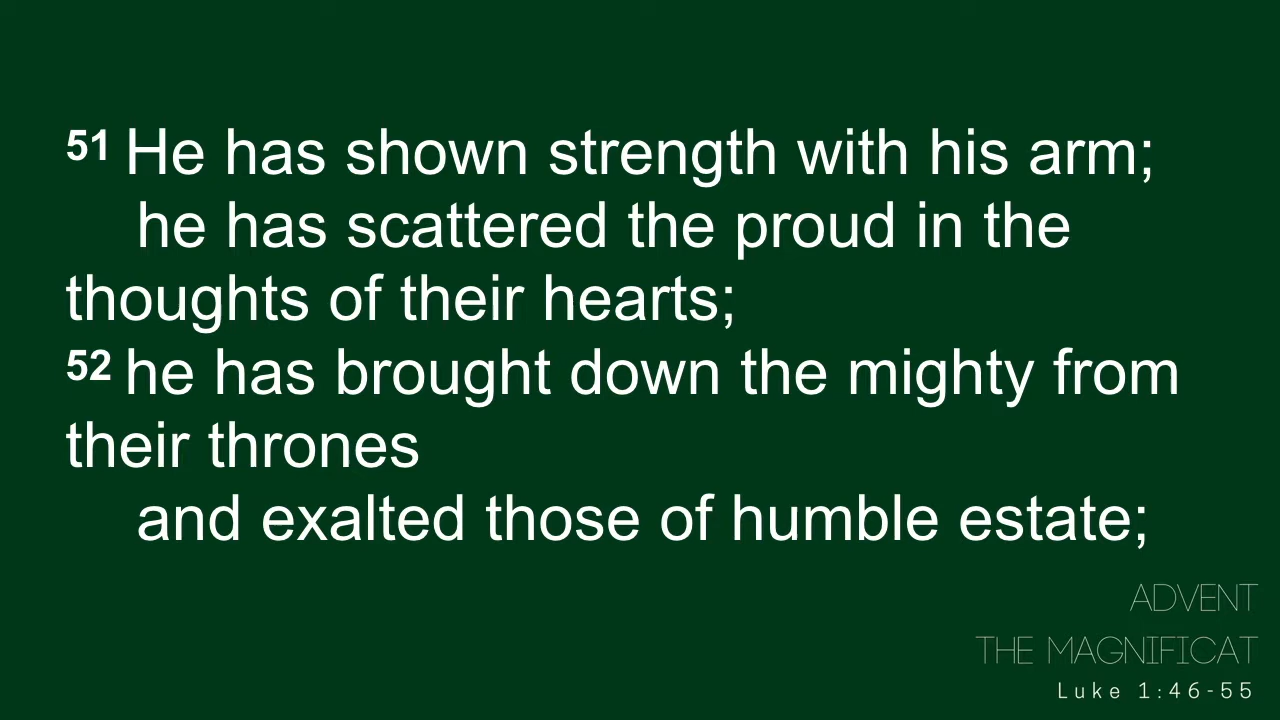 51 He has shown strength with his arm;
he has scattered the proud in the
thoughts of their hearts;
52 he has brought down the mighty from
their thrones
and exalted those of humble estate;
ADVENT
THE MAGNIFICAT
Luke 1:46-55